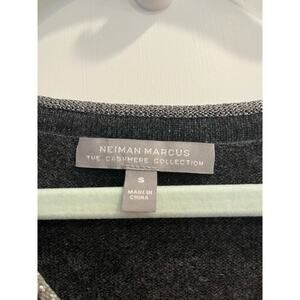 NEIMAN MARCUS
THE CASHMERE COLLECTION
S
MADE IN
CHINA